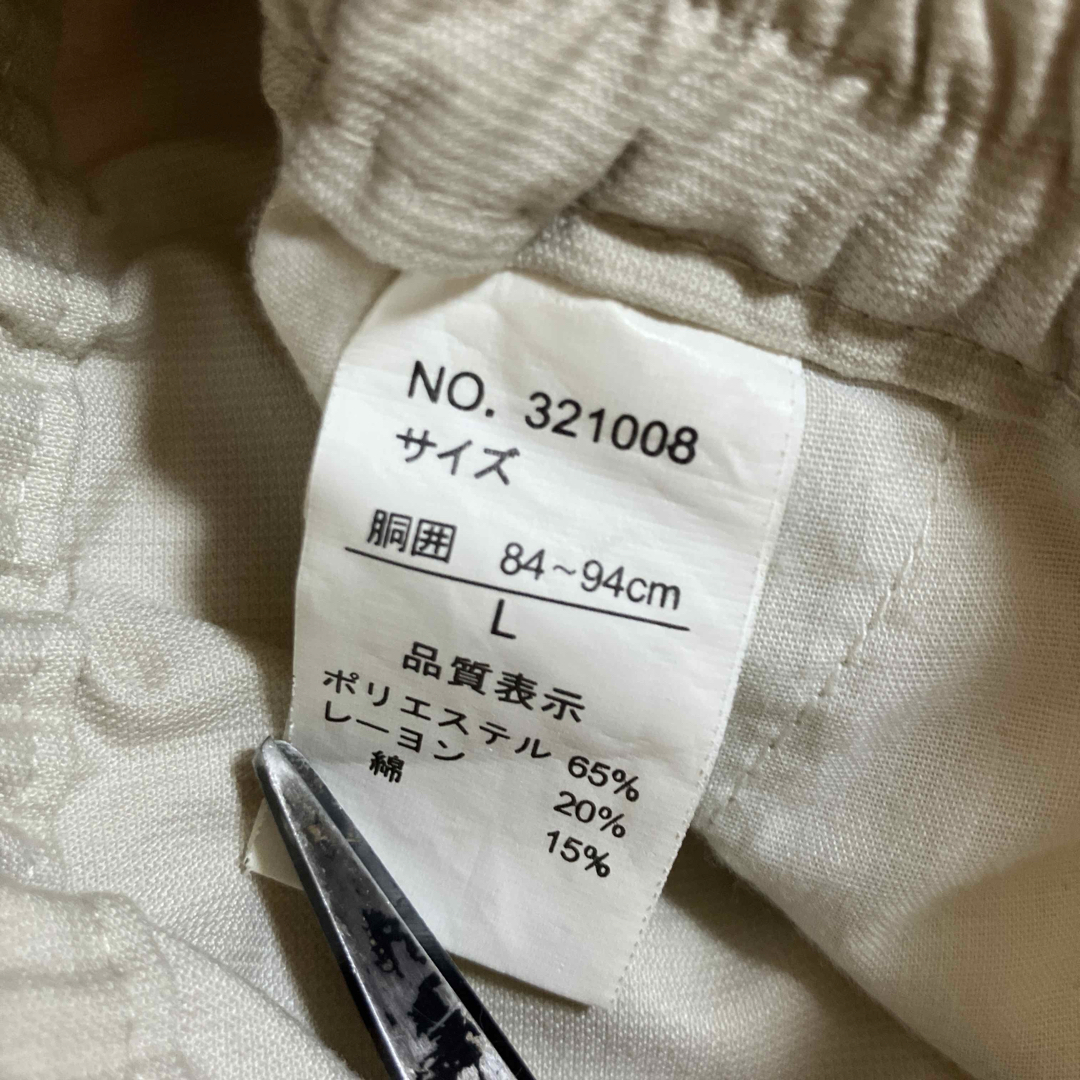 NO. 321008
サイズ
胴囲 84~94cm
L
品質表示
ポリエステル 65%
レーヨン 20%
綿 15%